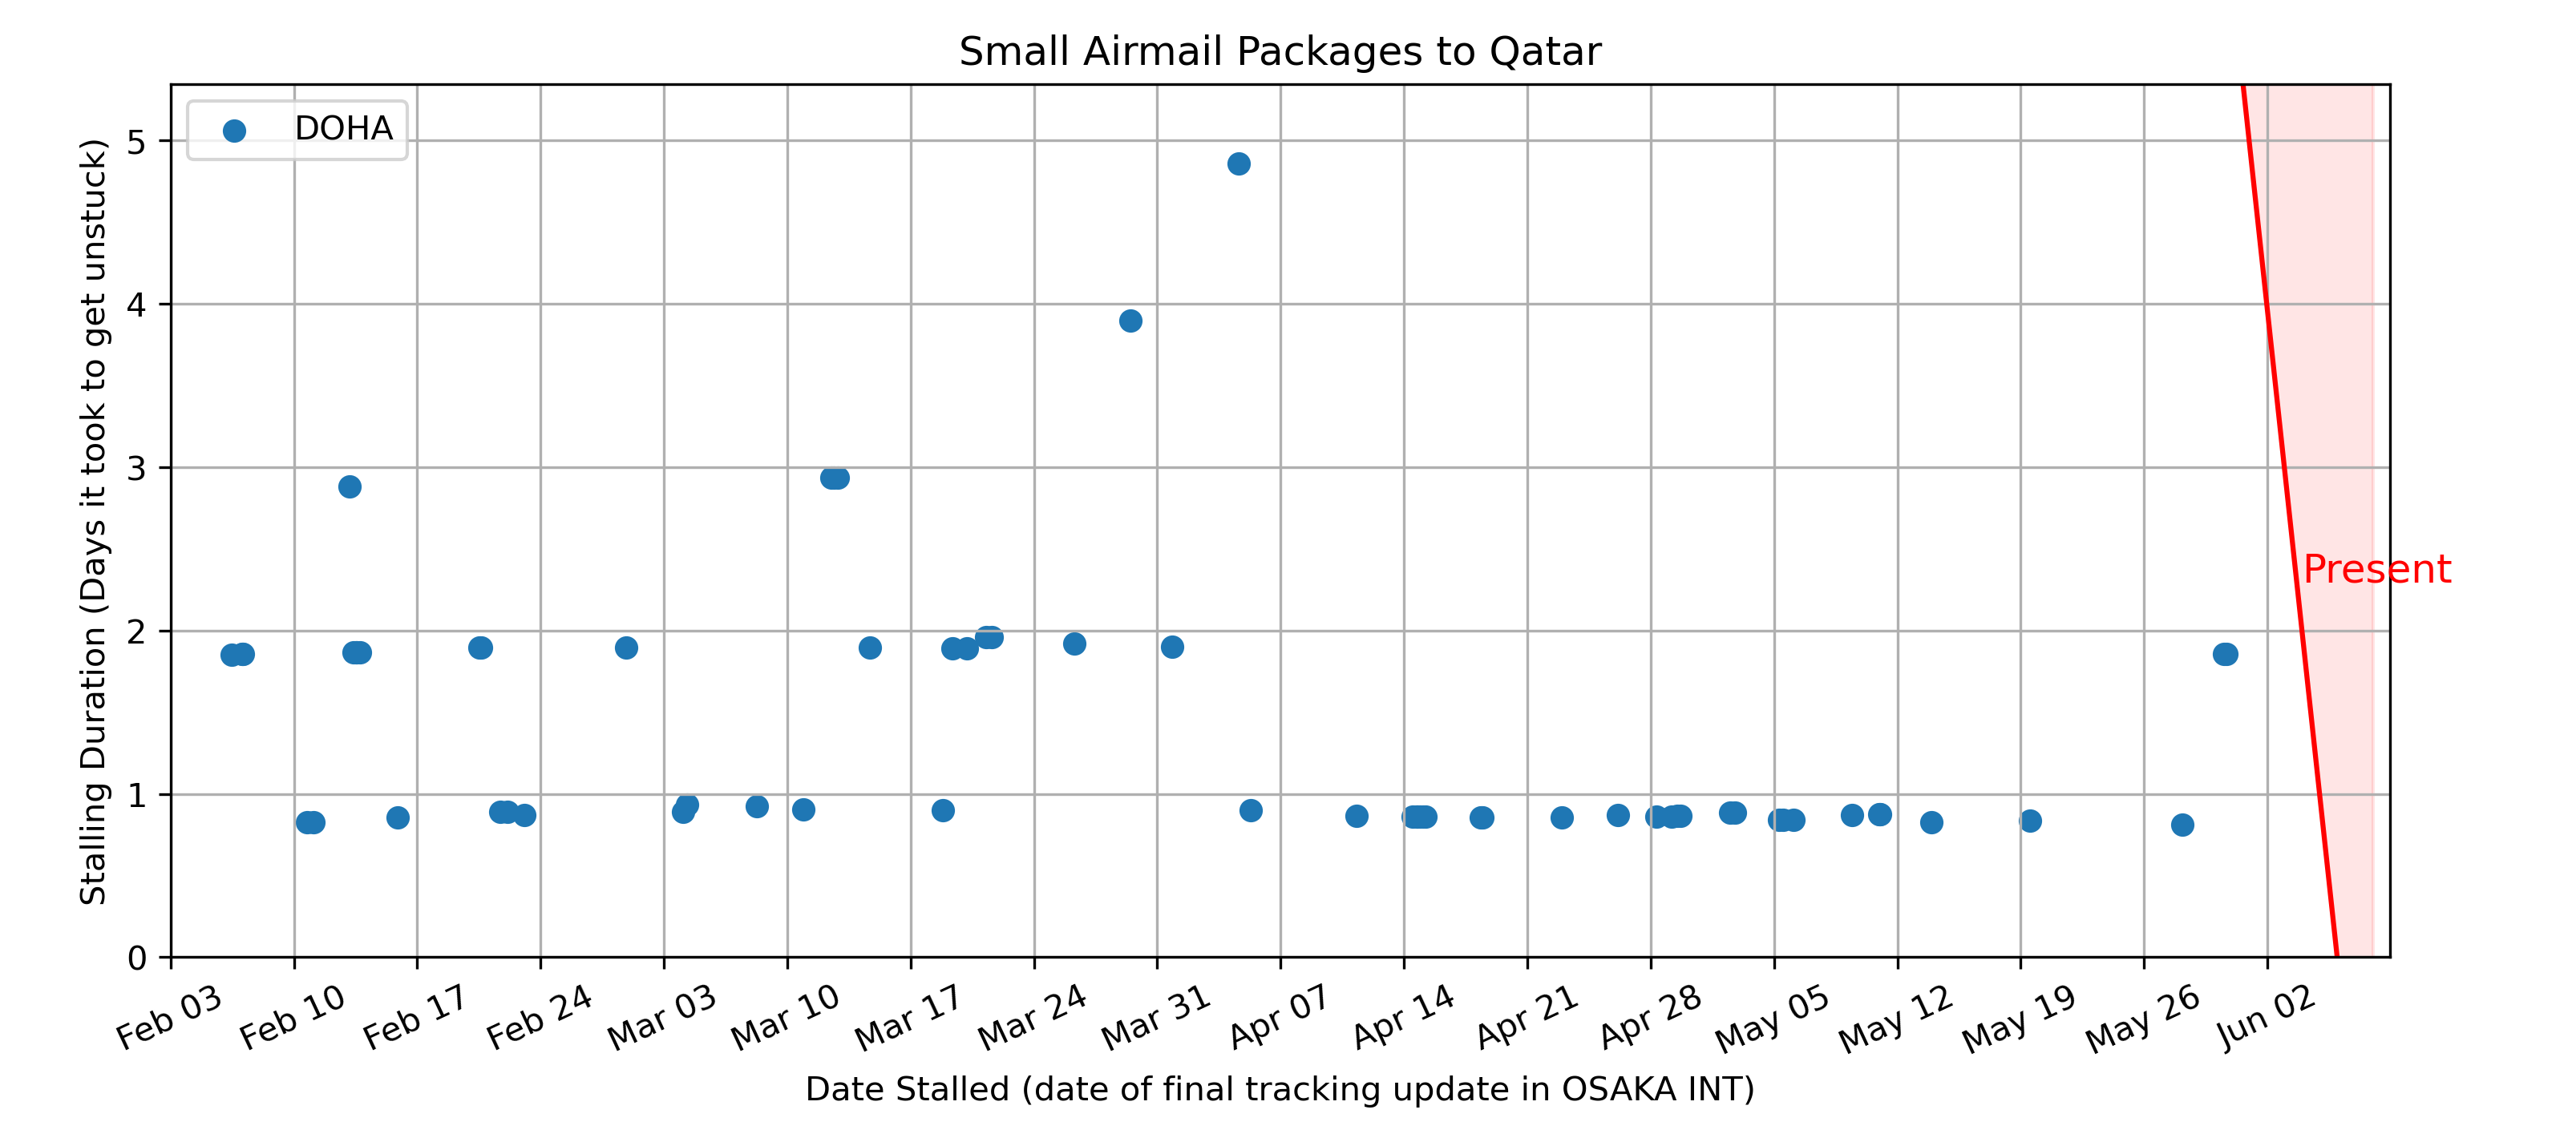 Small Airmail Packages to Qatar
DOHA
Stalling Duration (Days it took to get unstuck)
5
4
3
2
1
0
Present
Feb 03 Feb 10 Feb 17 Feb 24 Mar 03 Mar 10 Mar 17 Mar 24 Mar 31 Apr 07 Apr 14 Apr 21 Apr 28 May 05 May 12 May 19 May 26 Jun 02
Date Stalled (date of final tracking update in OSAKA INT)